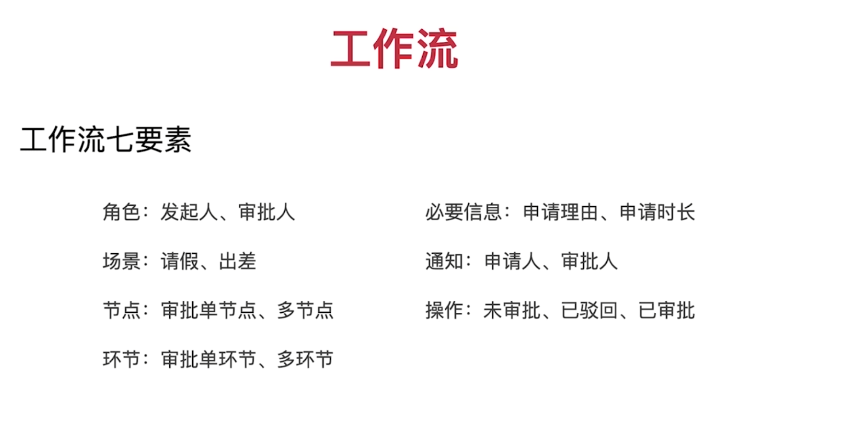 工作流
工作流七要素
角色：发起人、审批人
场景：请假、出差
节点：审批单节点、多节点
环节：审批单环节、多环节
必要信息：申请理由、申请时长
通知：申请人、审批人
操作：未审批、已驳回、已审批